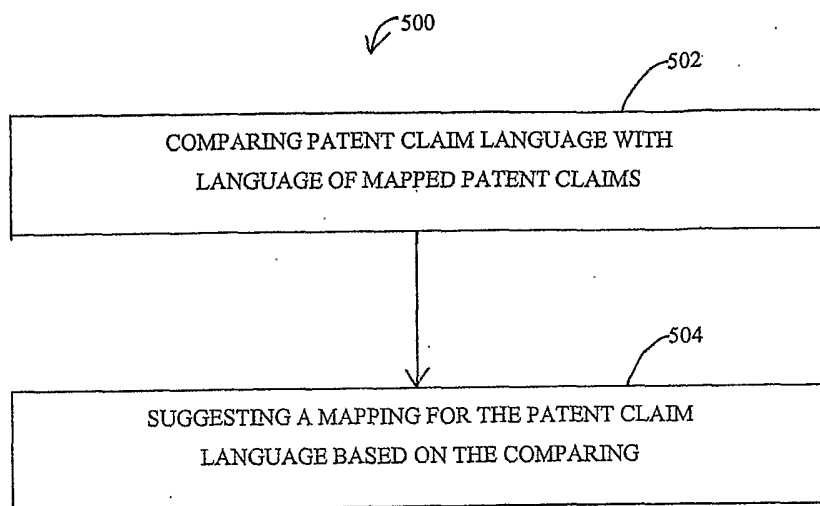 500
502
COMPARING PATENT CLAIM LANGUAGE WITH
LANGUAGE OF MAPPED PATENT CLAIMS
504
SUGGESTING A MAPPING FOR THE PATENT CLAIM
LANGUAGE BASED ON THE COMPARING